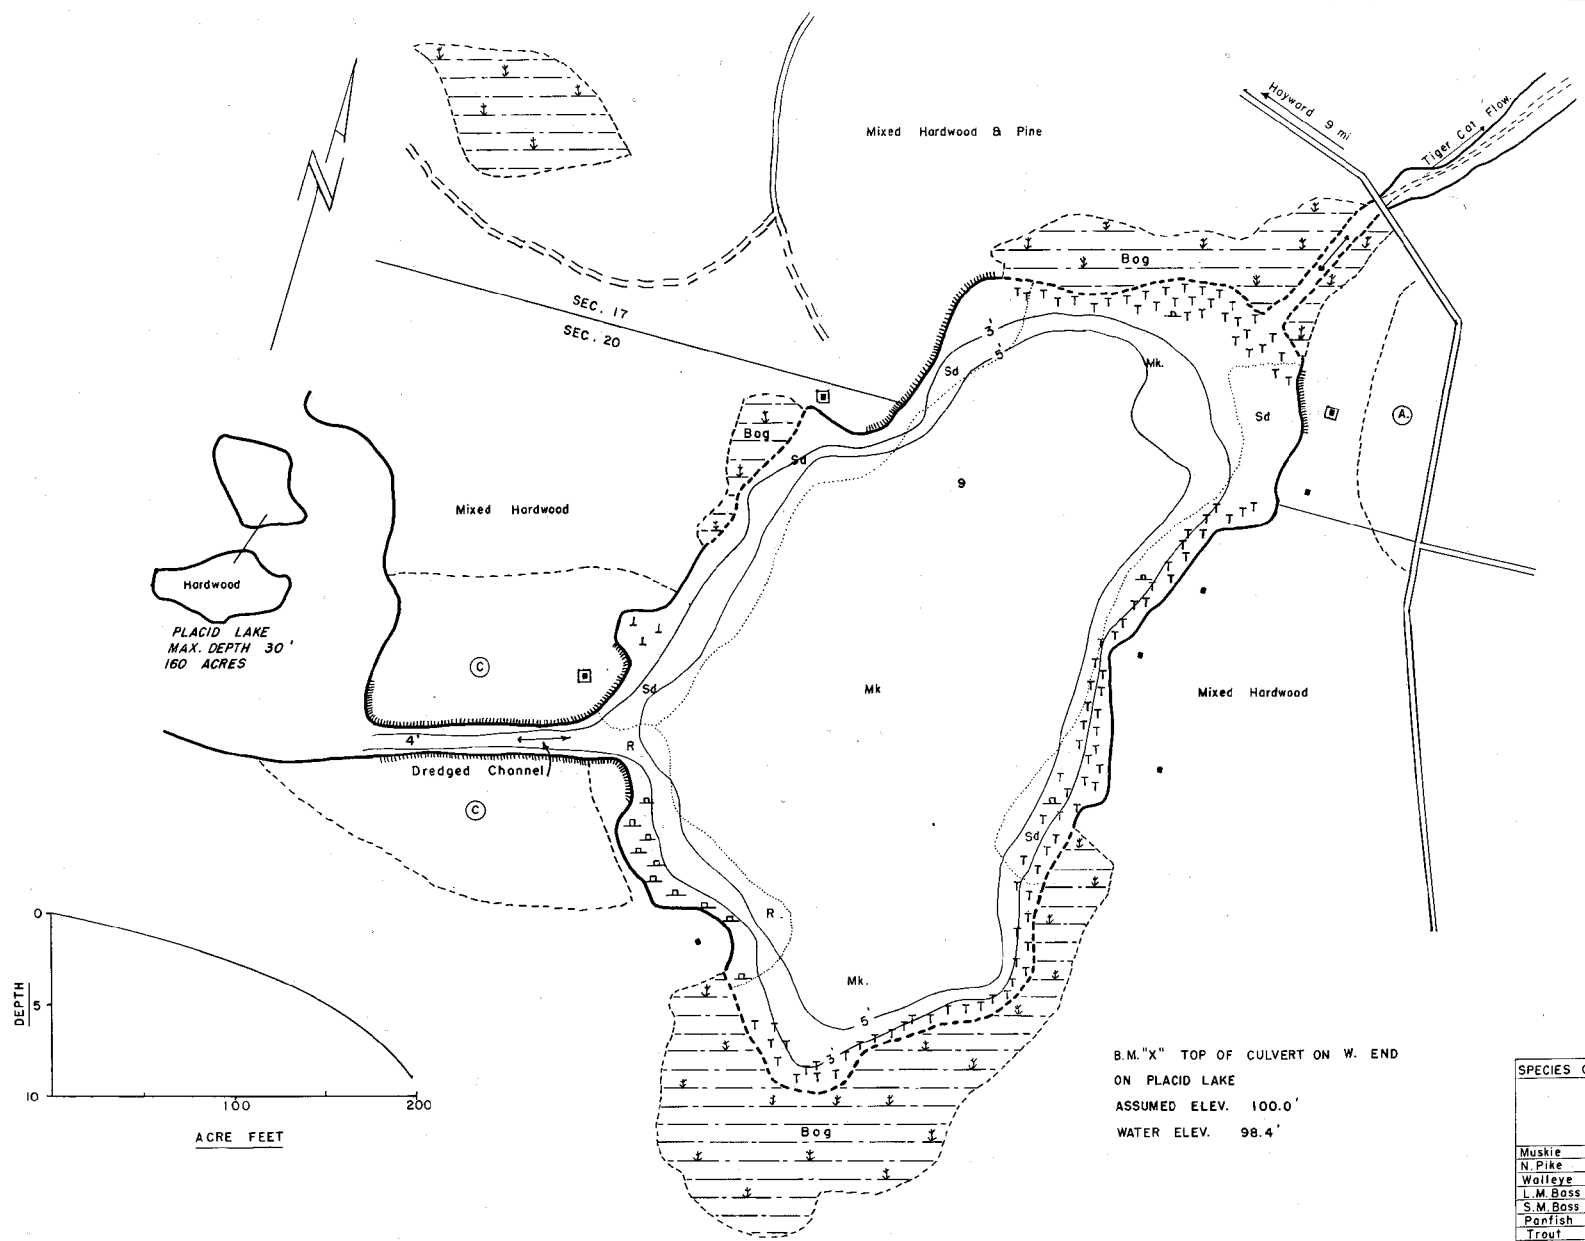 Mixed Hardwood & Pine
Hayward 9 mi
Tiger Cat Flow.
N
SEC. 17
SEC. 20
Bog
3'
5'
Sd
Mk.
Sd
A.
Bog
Sd
9
Mixed Hardwood
Hardwood
PLACID LAKE
MAX. DEPTH 30'
160 ACRES
C
Sd
Mk
Mixed Hardwood
4'
R
Dredged Channel
C
Sd
R.
Mk.
5'
3'
Bog
0
5
10
DEPTH
100
200
ACRE FEET
B.M. "X" TOP OF CULVERT ON W. END
ON PLACID LAKE
ASSUMED ELEV. 100.0'
WATER ELEV. 98.4'
SPECIES
Muskie
N. Pike
Walleye
L.M. Bass
S.M. Bass
Panfish
Trout